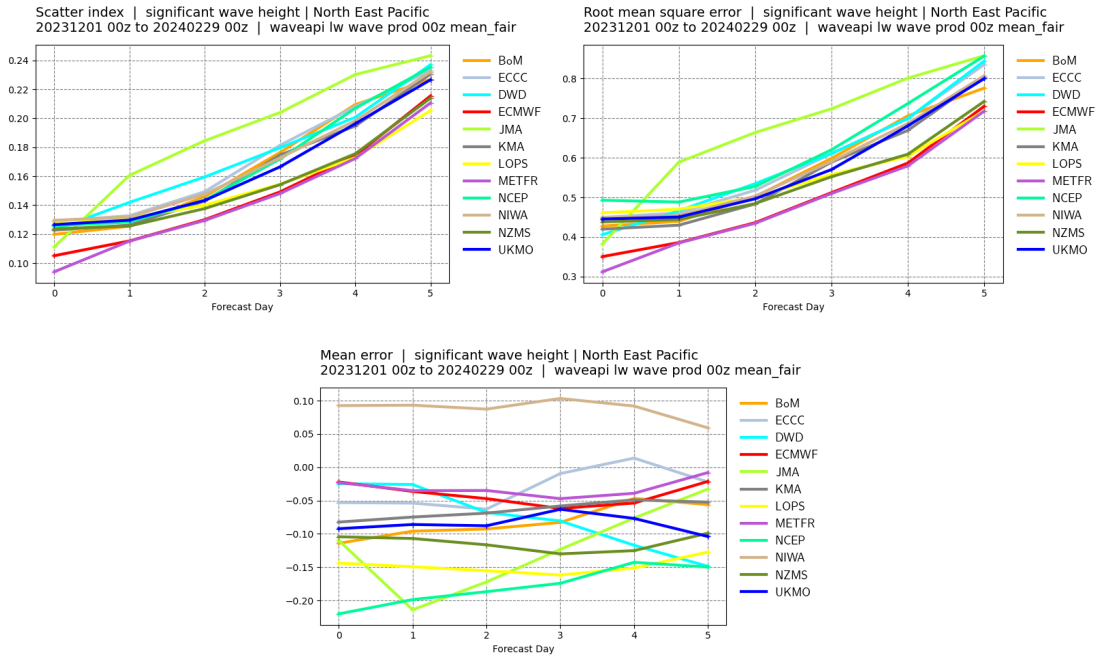 Scatter index  |  significant wave height | North East Pacific
20231201 00z to 20240229 00z  |  waveapi lw wave prod 00z mean_fair
0.24
0.22
0.20
0.18
0.16
0.14
0.12
0.10
0
1
2
3
4
5
Forecast Day
BoM
ECCC
DWD
ECMWF
JMA
KMA
LOPS
METFR
NCEP
NIWA
NZMS
UKMO
Root mean square error  |  significant wave height | North East Pacific
20231201 00z to 20240229 00z  |  waveapi lw wave prod 00z mean_fair
0.8
0.7
0.6
0.5
0.4
0.3
0
1
2
3
4
5
Forecast Day
BoM
ECCC
DWD
ECMWF
JMA
KMA
LOPS
METFR
NCEP
NIWA
NZMS
UKMO
Mean error  |  significant wave height | North East Pacific
20231201 00z to 20240229 00z  |  waveapi lw wave prod 00z mean_fair
0.10
0.05
0.00
−0.05
−0.10
−0.15
−0.20
0
1
2
3
4
5
Forecast Day
BoM
ECCC
DWD
ECMWF
JMA
KMA
LOPS
METFR
NCEP
NIWA
NZMS
UKMO